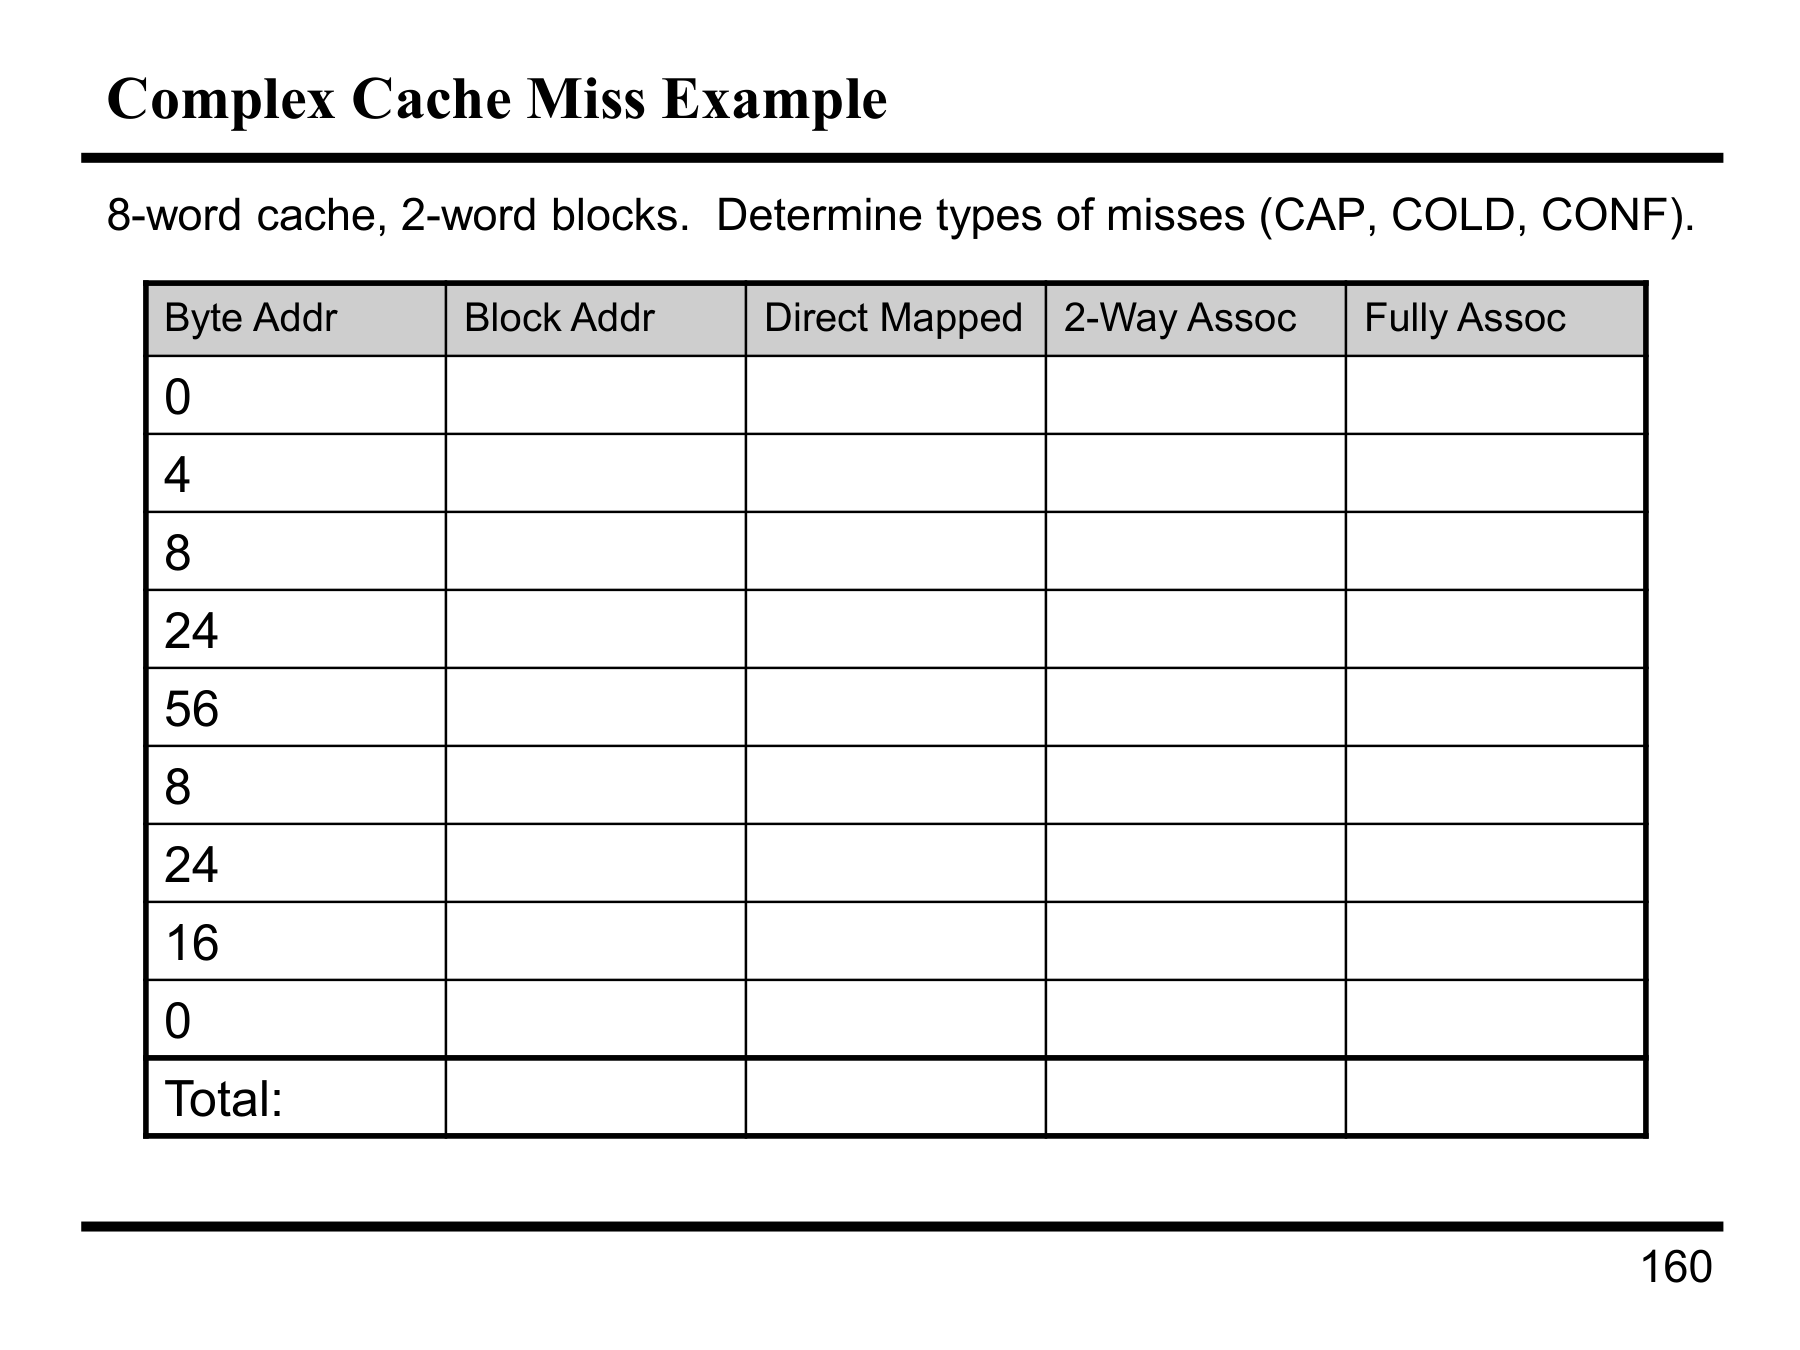 Complex Cache Miss Example
8-word cache, 2-word blocks.  Determine types of misses (CAP, COLD, CONF).
Byte Addr Block Addr Direct Mapped 2-Way Assoc Fully Assoc
0
4
8
24
56
8
24
16
0
Total:
160